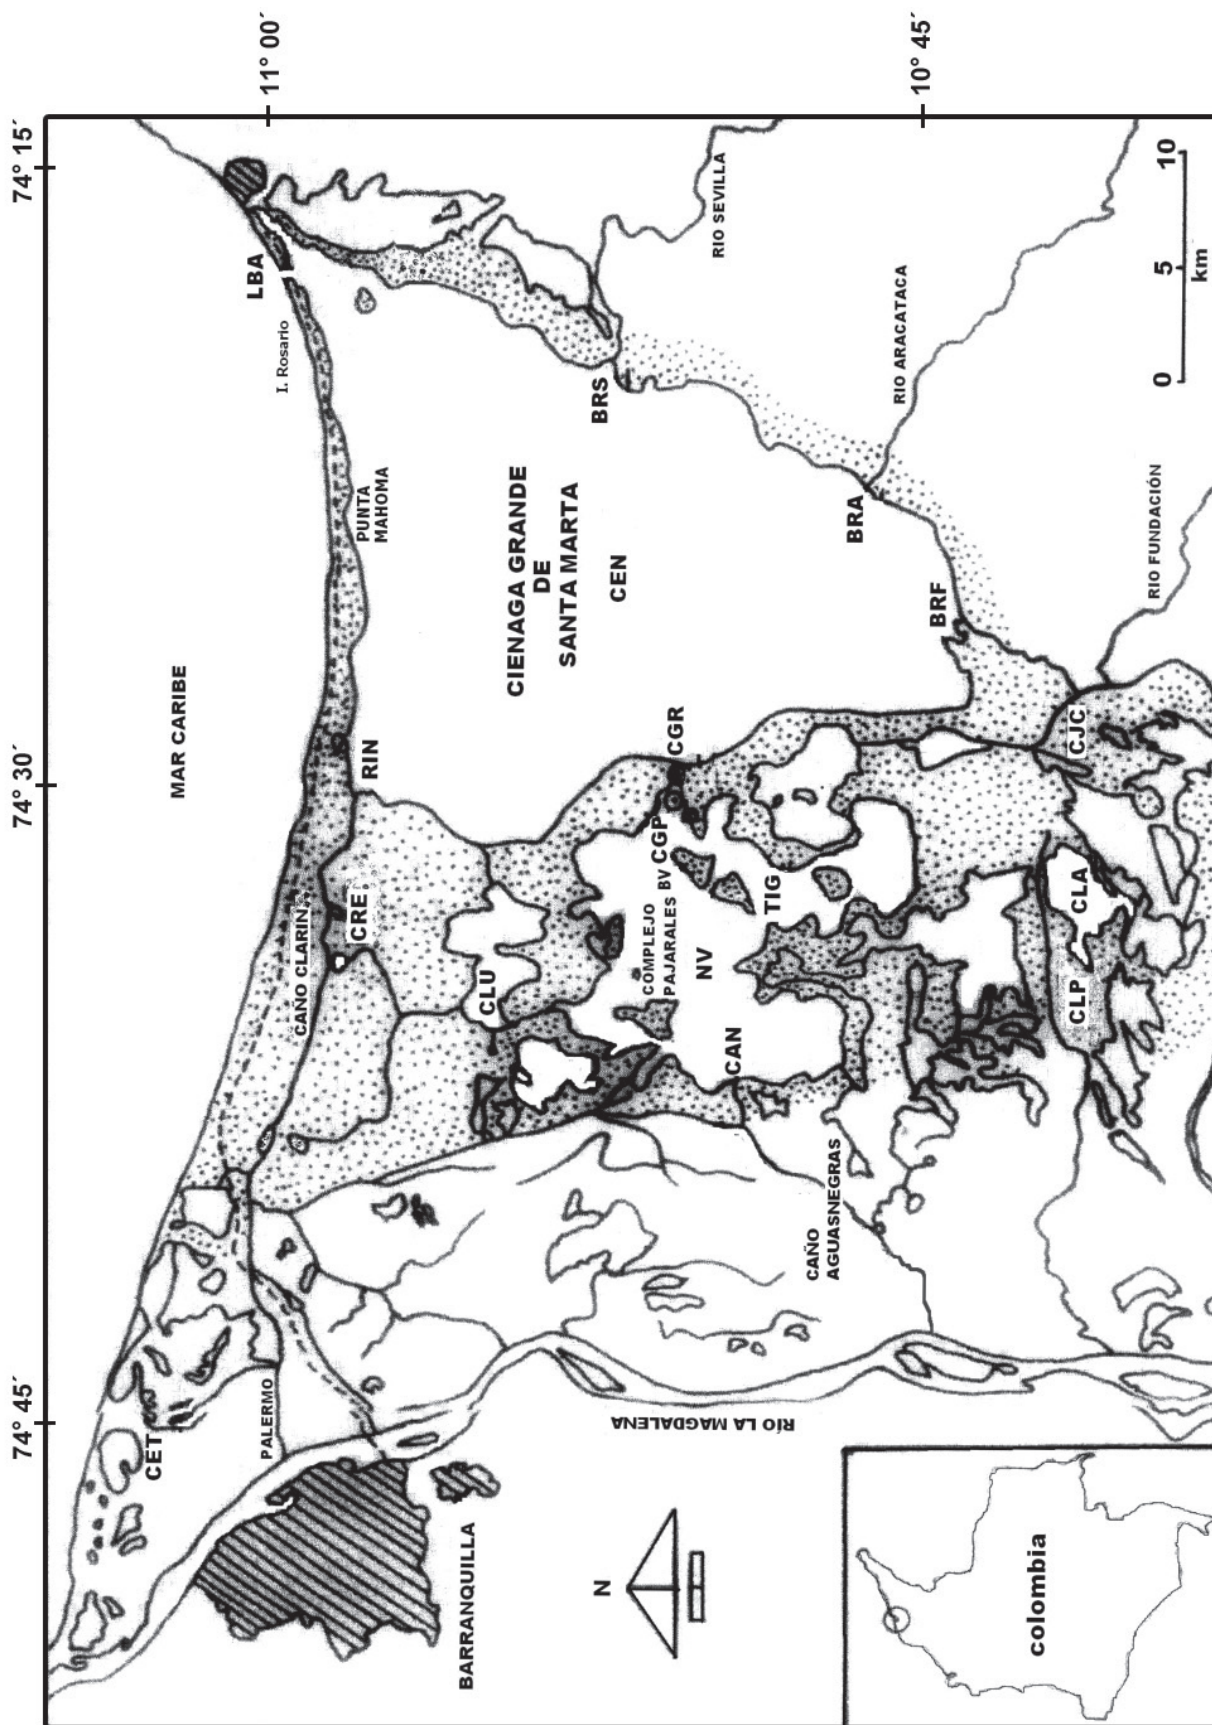 74° 45´
74° 30´
74° 15´
11° 00´
10° 45´
MAR CARIBE
CET
PALERMO
BARRANQUILLA
RÍO LA MAGDALENA
CAÑO CLARIN
CRE
RIN
PUNTA
MAHOMA
I. Rosario
LBA
CLU
CIENAGA GRANDE
DE
SANTA MARTA
CEN
COMPLEJO
PAJARALES
BV
CGP
CGR
NV
TIG
CAN
CAÑO
AGUASNEGRAS
BRS
RIO SEVILLA
BRA
RIO ARACATACA
BRF
RIO FUNDACIÓN
CJC
CLA
CLP
N
colombia
0
5
10
km